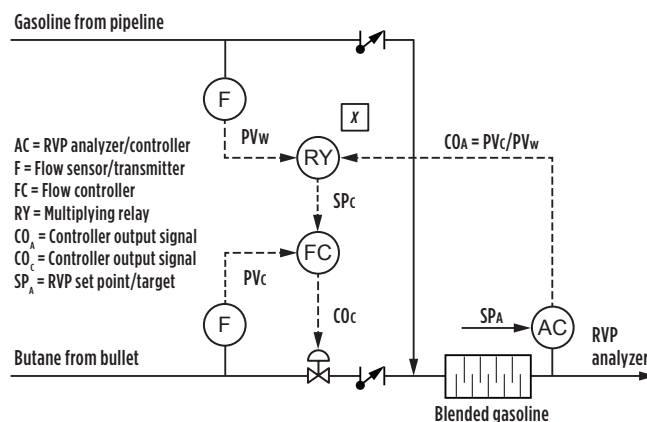 Gasoline from pipeline
F
PVw
X
AC = RVP analyzer/controller
F = Flow sensor/transmitter
FC = Flow controller
RY = Multiplying relay
COA = Controller output signal
COC = Controller output signal
SPA = RVP set point/target
RY
COA = PVC/PVw
SPC
FC
PVC
COC
F
SPA
AC
RVP
analyzer
Butane from bullet
Blended gasoline